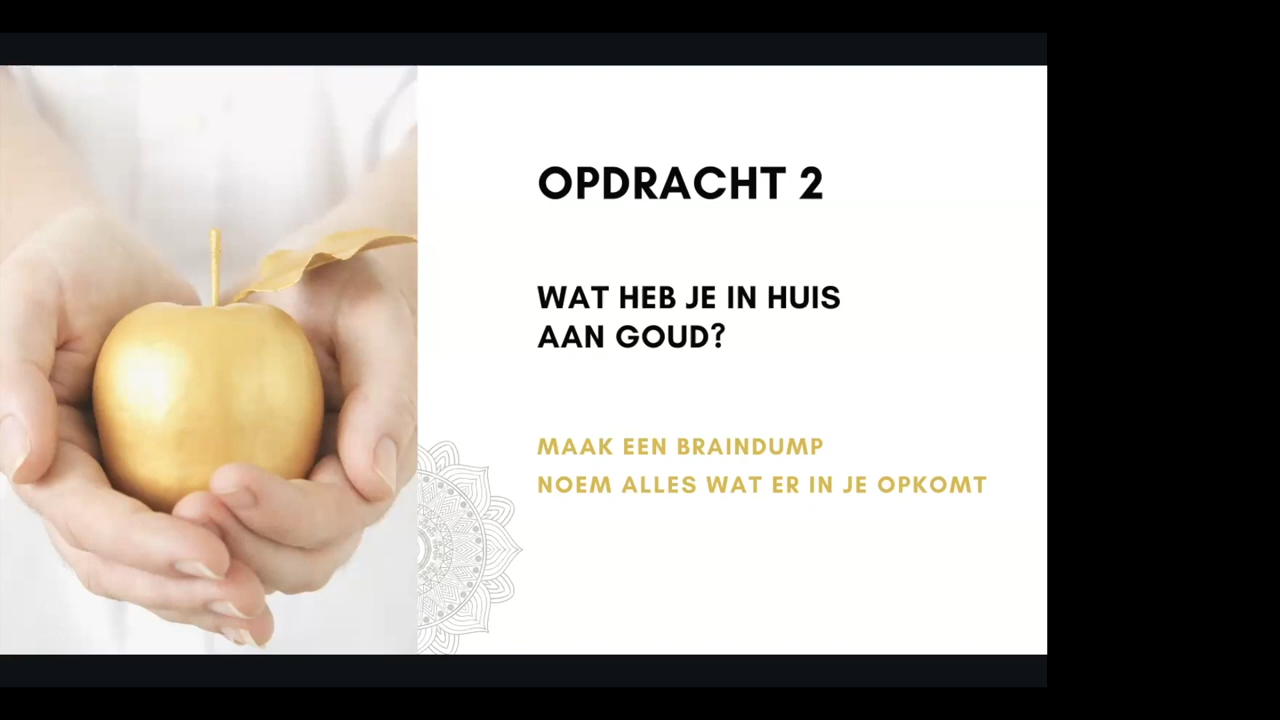 OPDRACHT 2
WAT HEB JE IN HUIS
AAN GOUD?
MAAK EEN BRAINDUMP
NOEM ALLES WAT ER IN JE OPKOMT